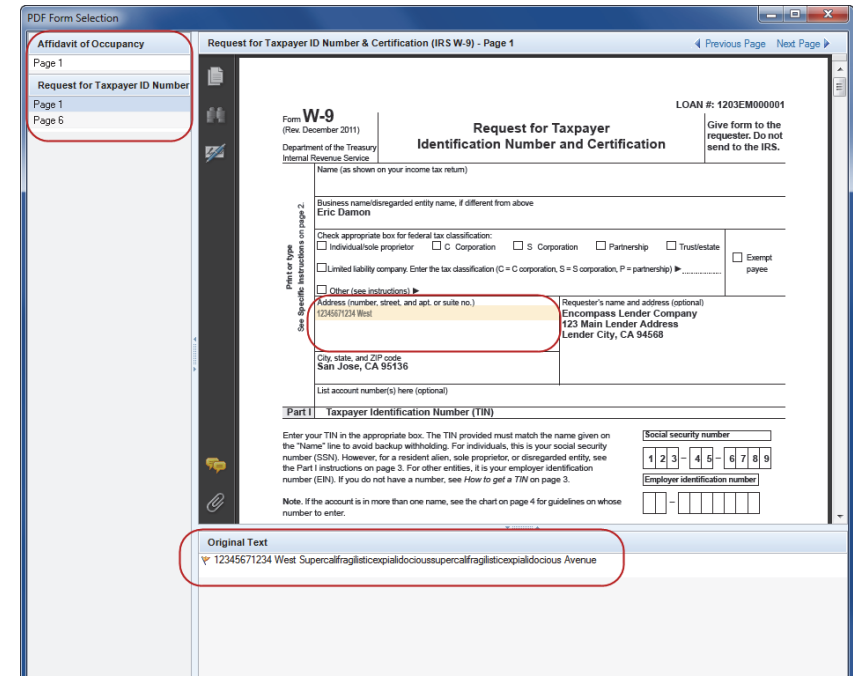 PDF Form Selection
Affidavit of Occupancy
Page 1
Request for Taxpayer ID Number
Page 1
Page 6
Request for Taxpayer ID Number & Certification (IRS W-9) - Page 1
Previous Page Next Page
LOAN #: 1203EM000001
Form W-9
(Rev. December 2011)
Department of the Treasury
Internal Revenue Service
Request for Taxpayer
Identification Number and Certification
Give form to the
requester. Do not
send to the IRS.
Print or type
See Specific Instructions on page 2.
Name (as shown on your income tax return)
Business name/disregarded entity name, if different from above
Eric Damon
Check appropriate box for federal tax classification:
Individual/sole proprietor C Corporation S Corporation Partnership Trust/estate
Limited liability company. Enter the tax classification (C = C corporation, S = S corporation, P = partnership) ▶
Exempt
payee
Other (see instructions) ▶
Address (number, street, and apt. or suite no.)
12345671234 West
Requester's name and address (optional)
Encompass Lender Company
123 Main Lender Address
Lender City, CA 94568
City, state, and ZIP code
San Jose, CA 95136
List account number(s) here (optional)
Part I Taxpayer Identification Number (TIN)
Enter your TIN in the appropriate box. The TIN provided must match the name given on
the "Name" line to avoid backup withholding. For individuals, this is your social security
number (SSN). However, for a resident alien, sole proprietor, or disregarded entity, see
the Part I instructions on page 3. For other entities, it is your employer identification
number (EIN). If you do not have a number, see How to get a TIN on page 3.
Note. If the account is in more than one name, see the chart on page 4 for guidelines on whose
number to enter.
Social security number
1 2 3 – 4 5 – 6 7 8 9
Employer identification number
–
Original Text
12345671234 West Supercalifragilisticexpialidocioussupercalifragilisticexpialidocious Avenue